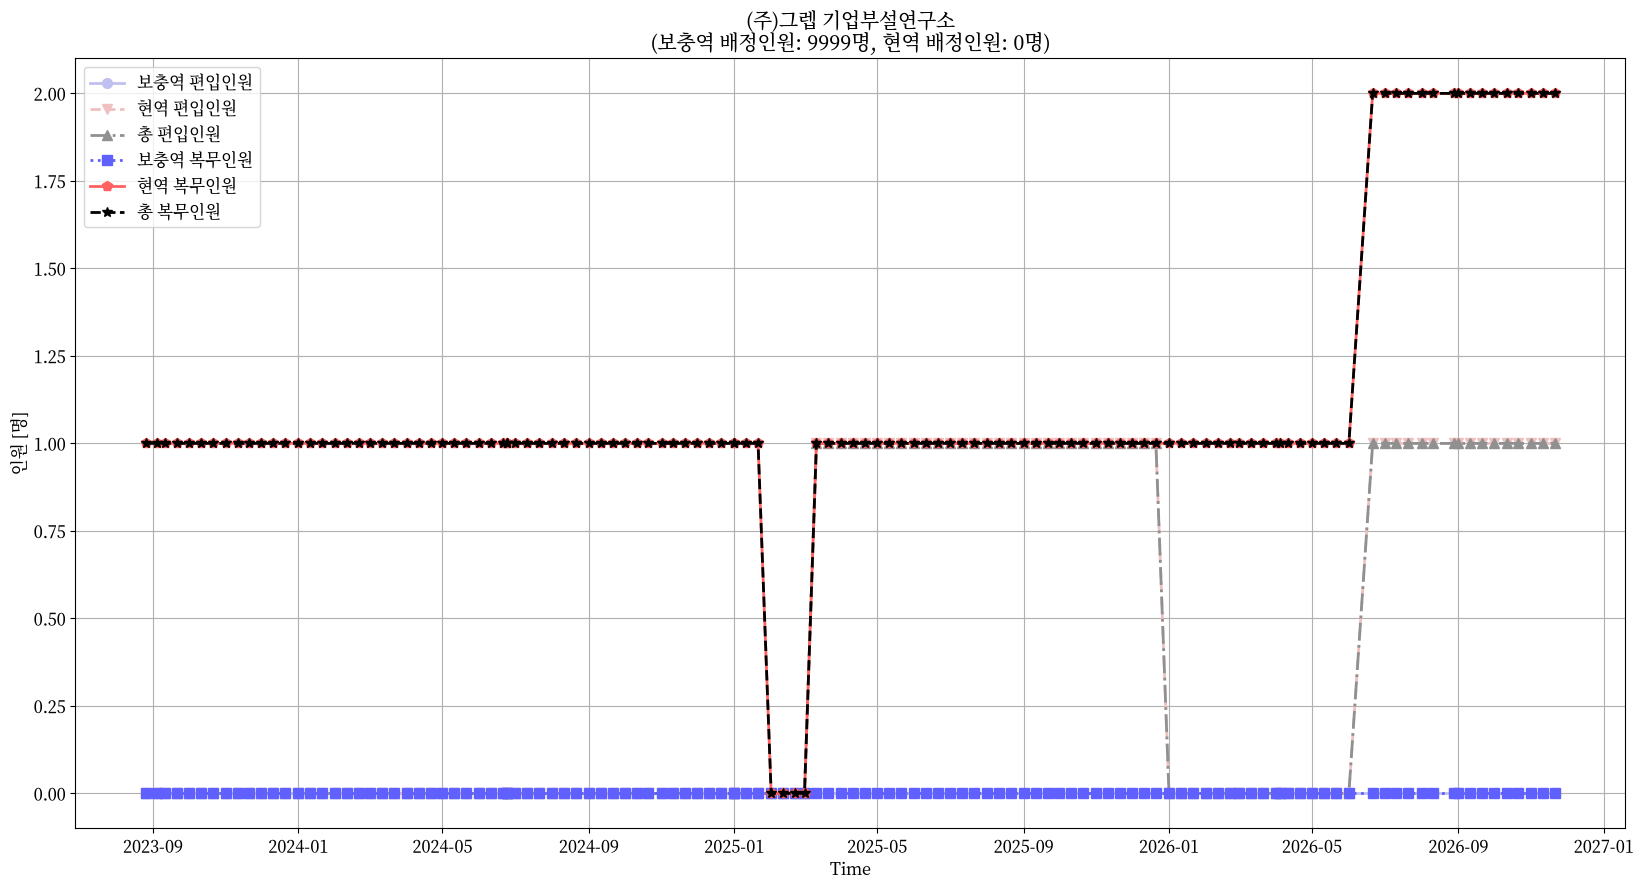 (주)그렙 기업부설연구소
(보충역 배정인원: 9999명, 현역 배정인원: 0명)
보충역 편입인원
현역 편입인원
총 편입인원
보충역 복무인원
현역 복무인원
총 복무인원
인원 [명]
2.00
1.75
1.50
1.25
1.00
0.75
0.50
0.25
0.00
2023-09 2024-01 2024-05 2024-09 2025-01 2025-05 2025-09 2026-01 2026-05 2026-09 2027-01
Time